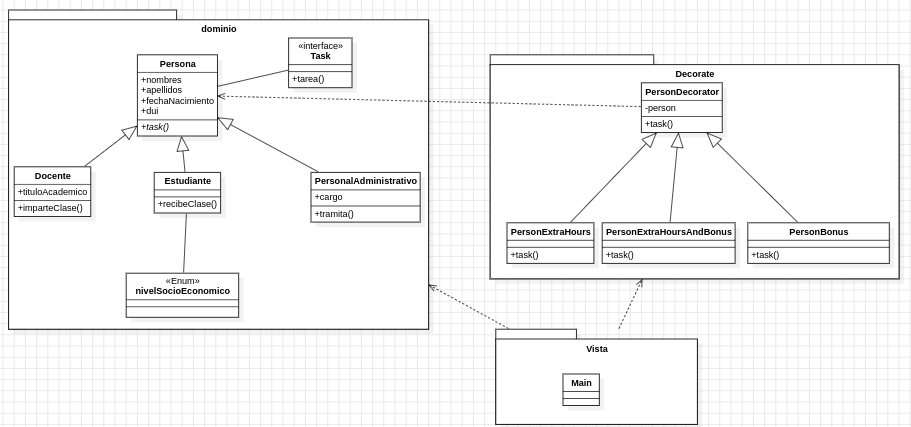 dominio
«interface»
Task
+tarea()
Persona
+nombres
+apellidos
+fechaNacimiento
+dui
+task()
Docente
+tituloAcademico
+imparteClase()
Estudiante
+recibeClase()
PersonalAdministrativo
+cargo
+tramita()
«Enum»
nivelSocioEconomico
Decorate
PersonDecorator
-person
+task()
PersonExtraHours
+task()
PersonExtraHoursAndBonus
+task()
PersonBonus
+task()
Vista
Main